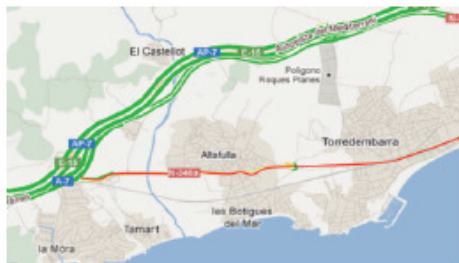 N-
Autopista del Mediterrani
El Castellot
AP-7
E-15
Polígono
Roques Planes
AP-7
Torredembarra
E-15
Altafulla
A-7
N-340a
les Botigues
del Mar
Tamarit
la Móra